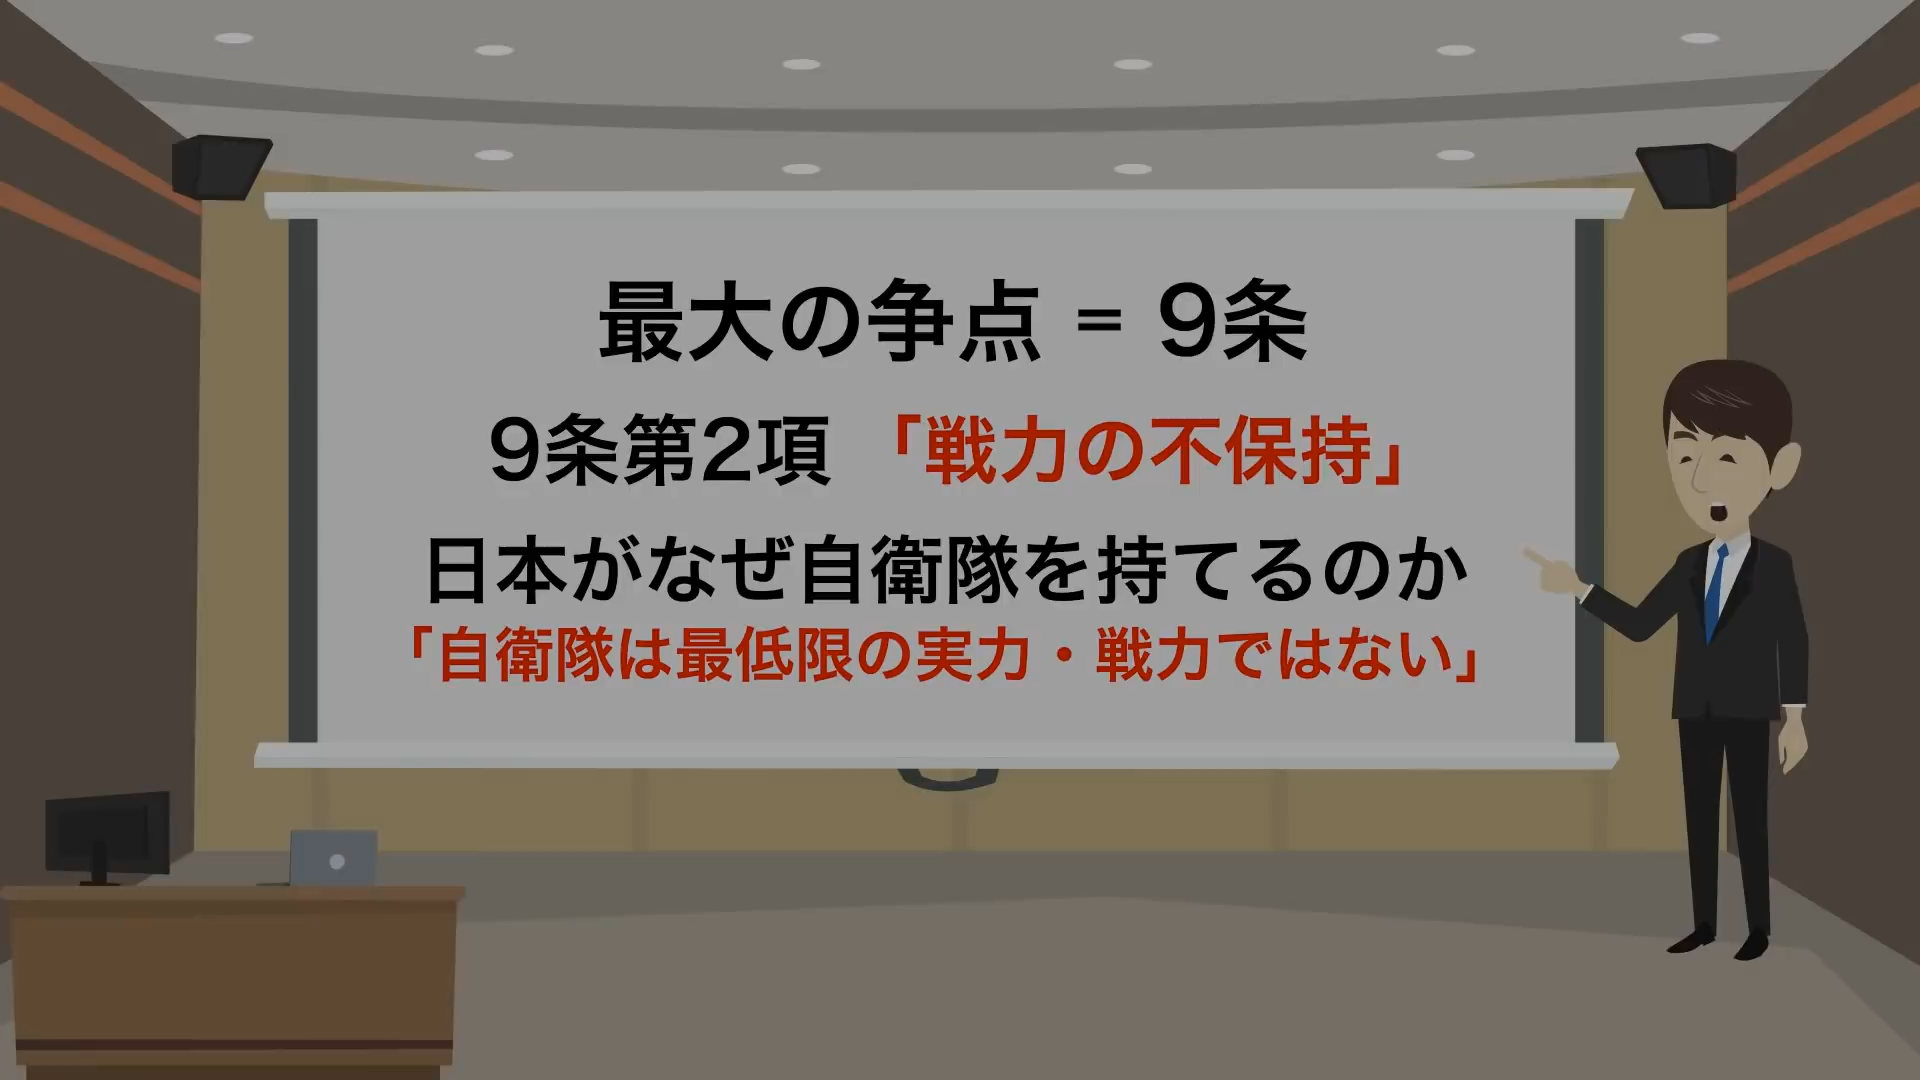 最大の争点 = 9条
9条第2項 「戦力の不保持」
日本がなぜ自衛隊を持てるのか
「自衛隊は最低限の実力・戦力ではない」